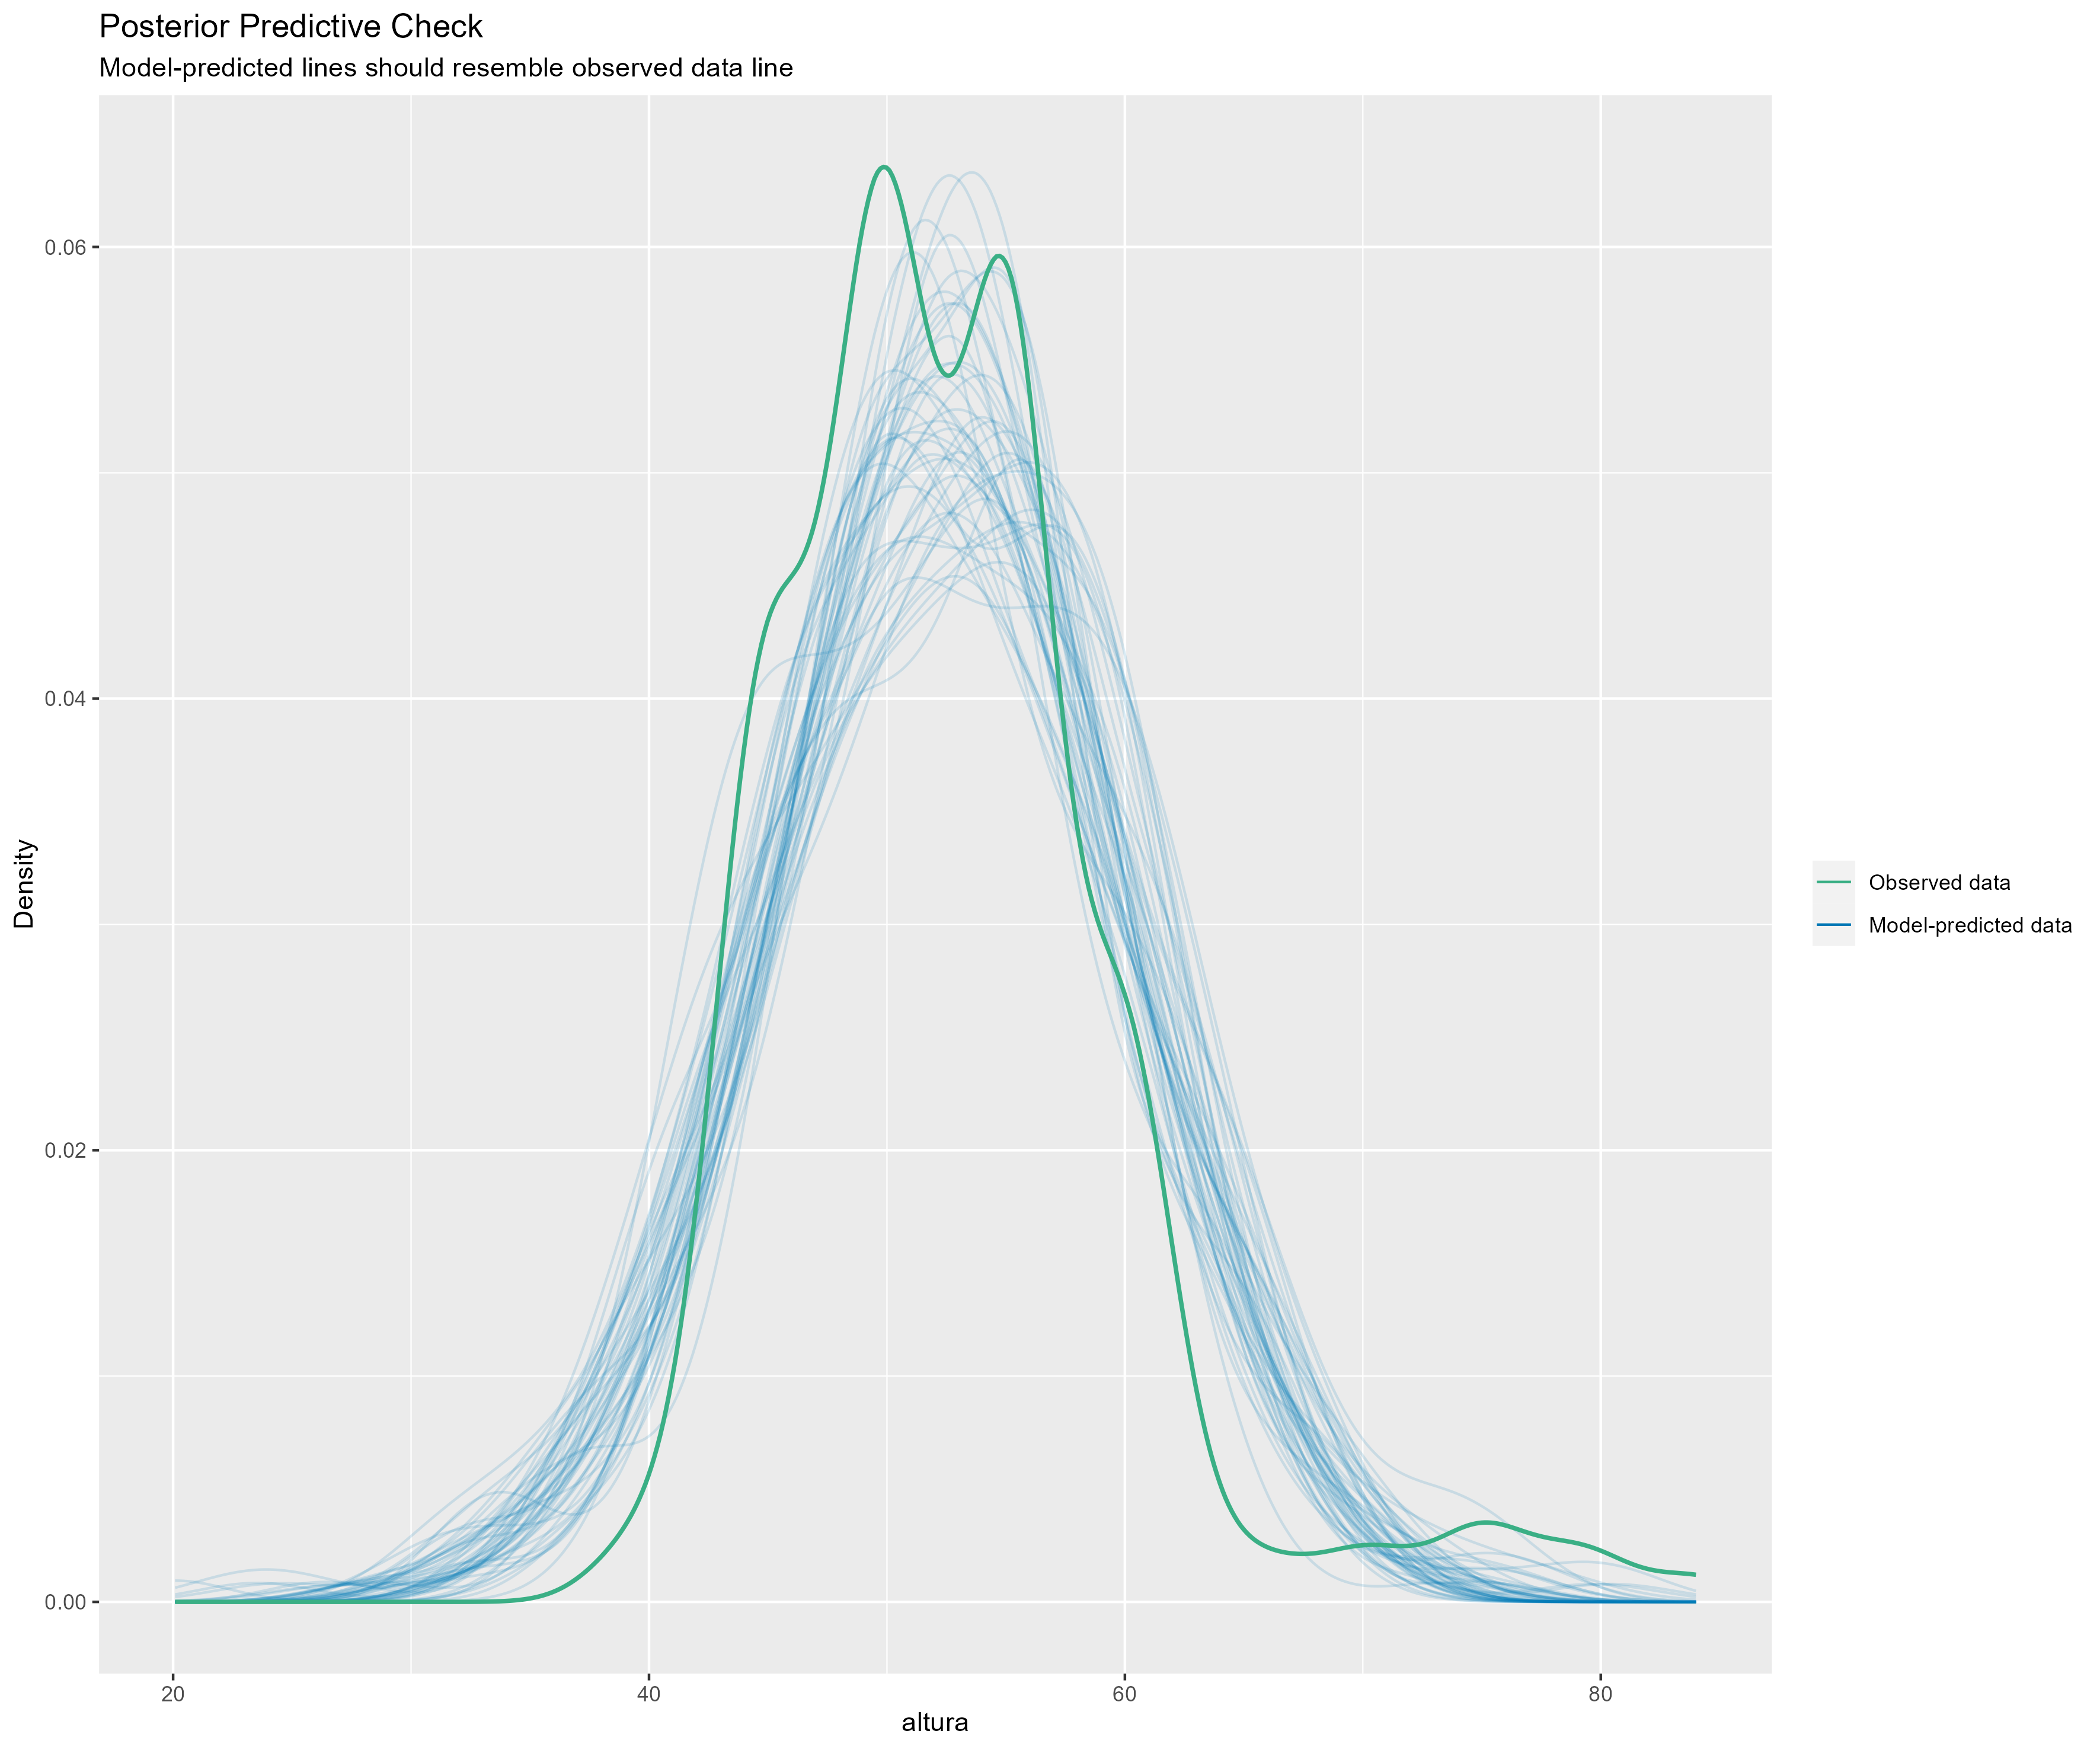 Posterior Predictive Check
Model-predicted lines should resemble observed data line
0.06
0.04
0.02
0.00
Density
20
40
60
80
altura
Observed data
Model-predicted data